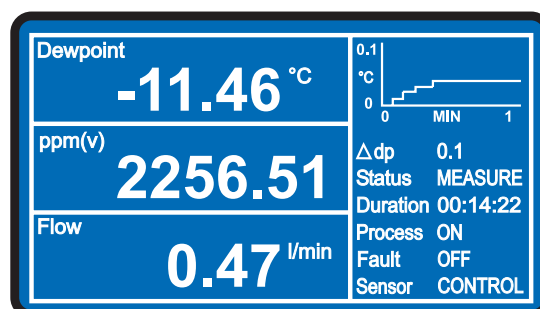 Dewpoint
-11.46 °C
ppm(v)
2256.51
Flow
0.47 l/min
0.1
°C
0
0 MIN 1
Δdp 0.1
Status MEASURE
Duration 00:14:22
Process ON
Fault OFF
Sensor CONTROL